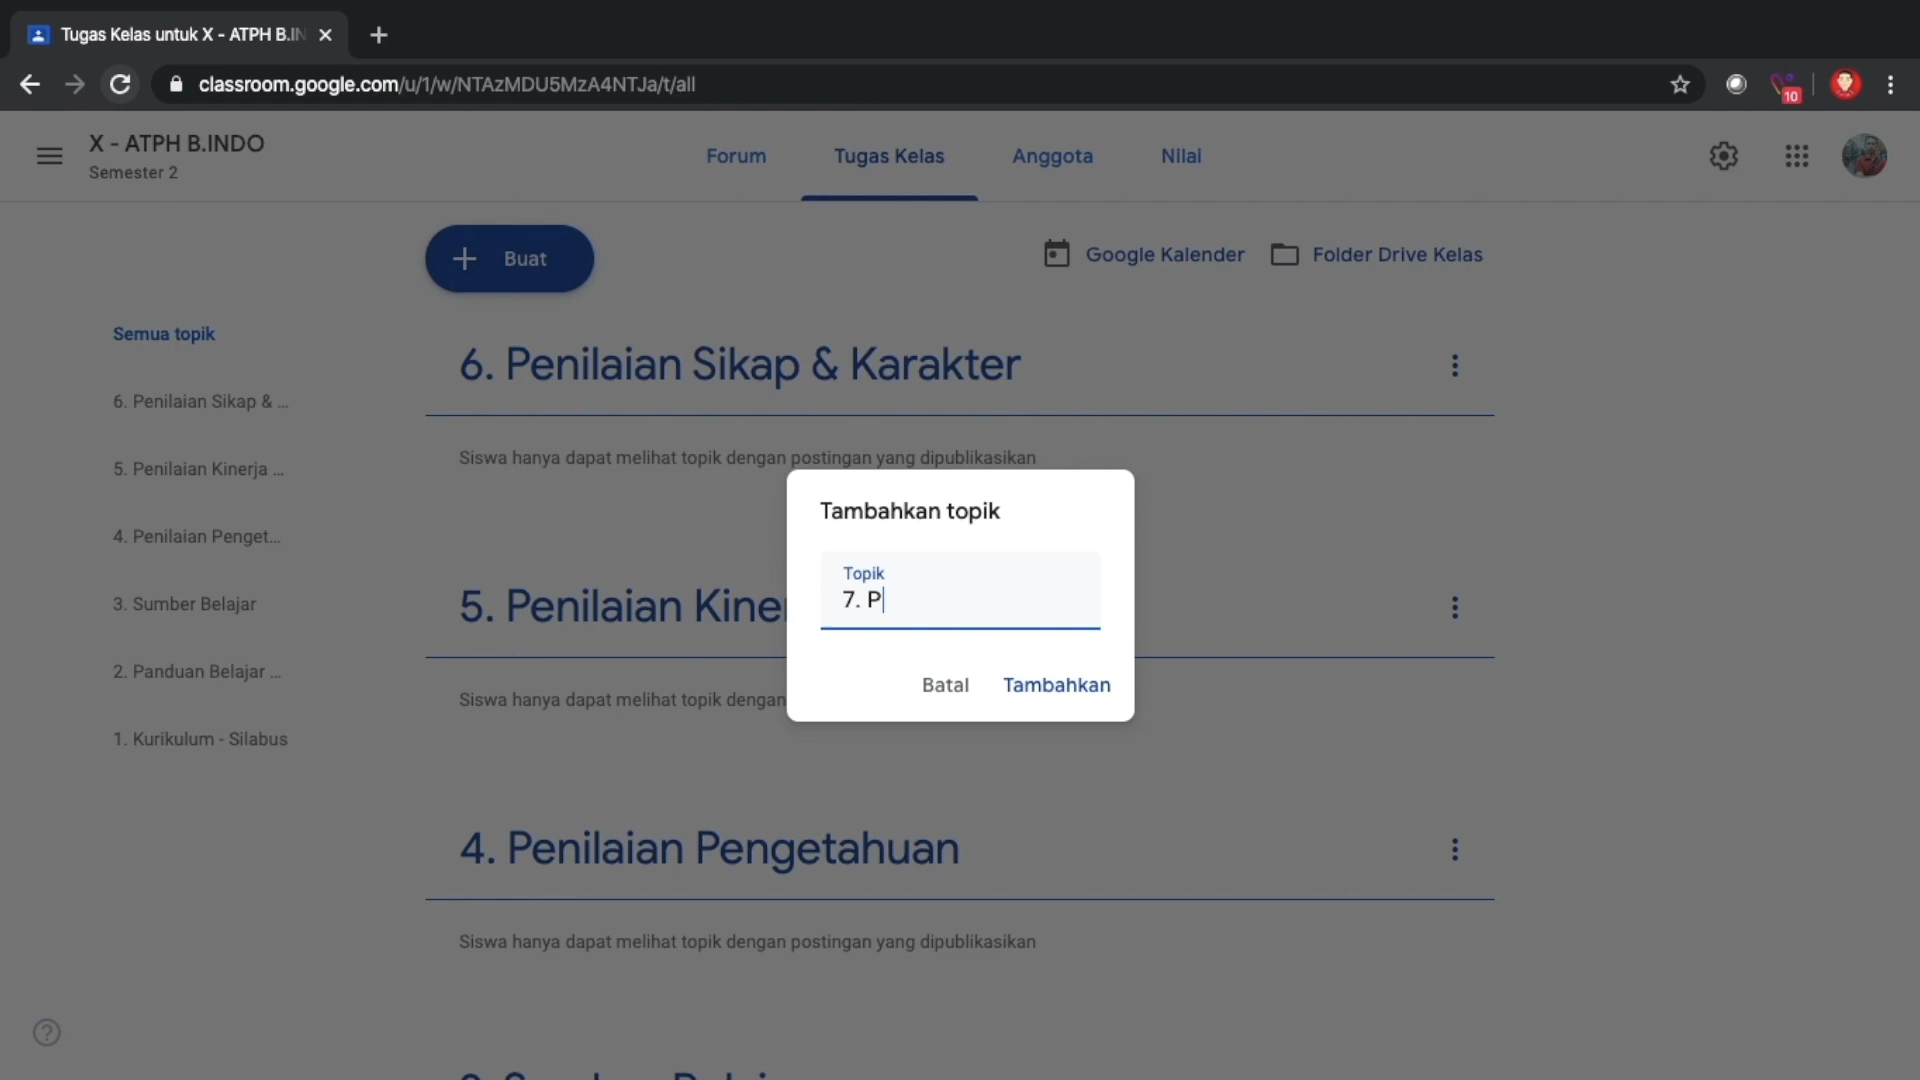 Tugas Kelas untuk X - ATPH B.IN
classroom.google.com/u/1/w/NTAzMDU5MzA4NTJa/t/all
10
X - ATPH B.INDO
Semester 2
Forum
Tugas Kelas
Anggota
Nilai
Buat
Google Kalender
Folder Drive Kelas
Semua topik
6. Penilaian Sikap & ...
5. Penilaian Kinerja ...
4. Penilaian Penget...
3. Sumber Belajar
2. Panduan Belajar ...
1. Kurikulum - Silabus
6. Penilaian Sikap & Karakter
Siswa hanya dapat melihat topik dengan postingan yang dipublikasikan
5. Penilaian Kiner
Siswa hanya dapat melihat topik dengan
4. Penilaian Pengetahuan
Siswa hanya dapat melihat topik dengan postingan yang dipublikasikan
Tambahkan topik
Topik
7. P
Batal
Tambahkan